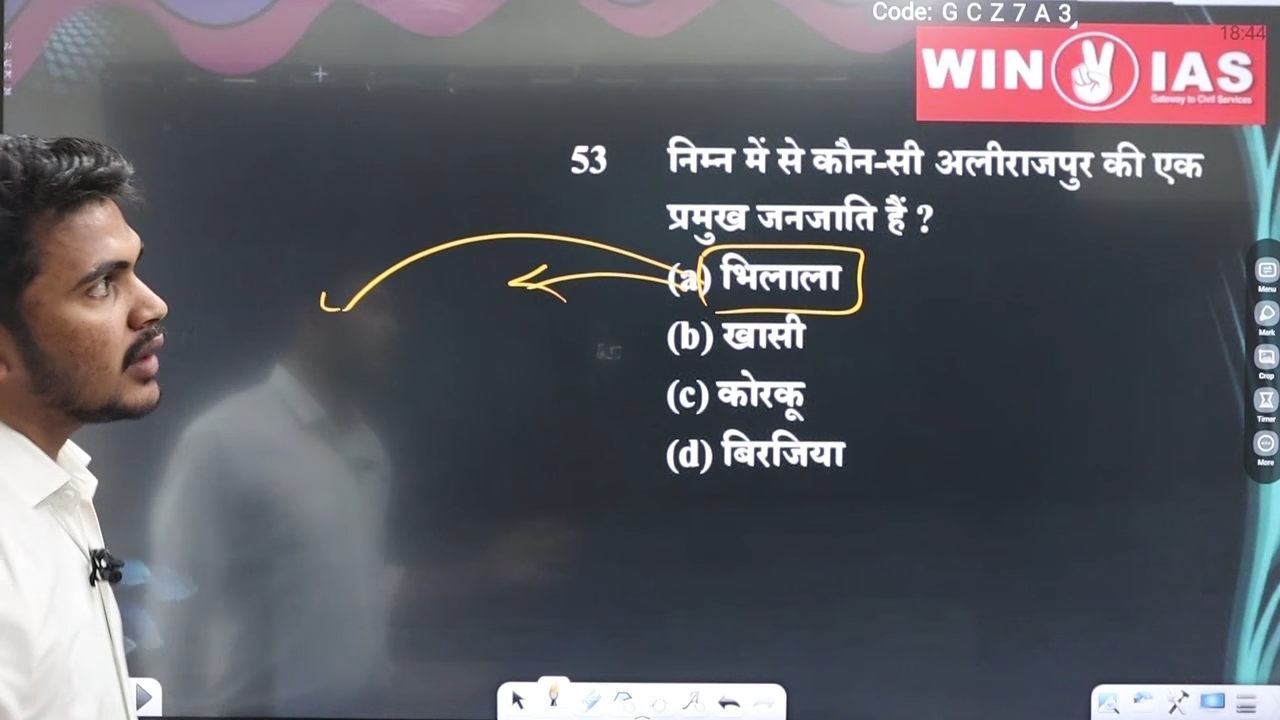 Code: G C Z 7 A 3
18:44
WIN IAS
Gateway to Civil Services
53 निम्न में से कौन-सी अलीराजपुर की एक
प्रमुख जनजाति हैं ?
(a) भिलाला
(b) खासी
(c) कोरकू
(d) बिरजिया
Menu
Mark
Crop
Timer
More